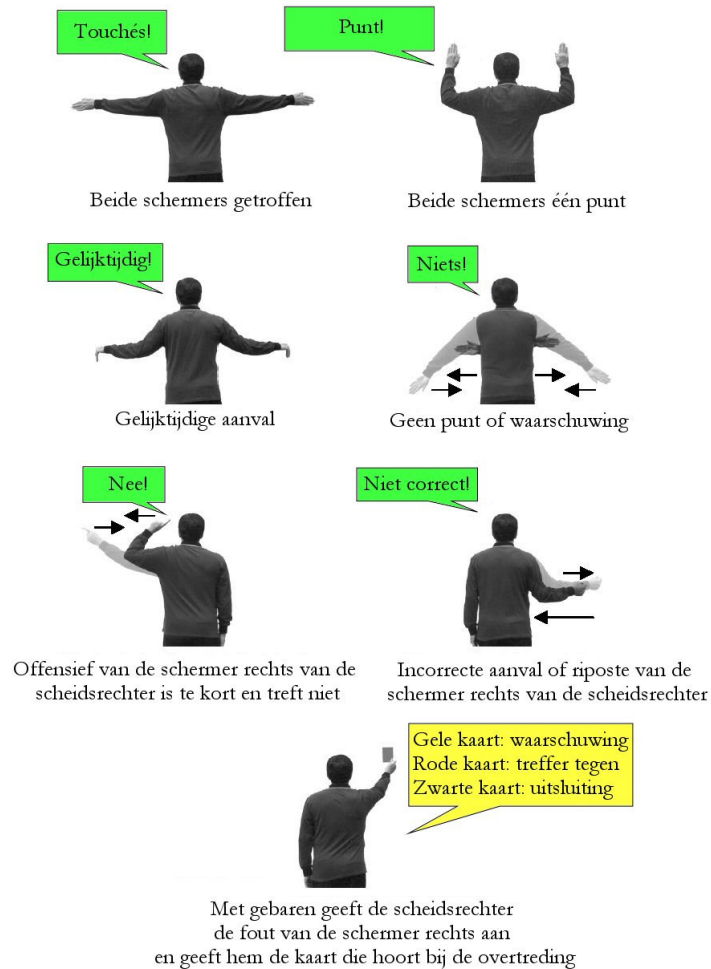 Touchés!
Punt!
Beide schermers getroffen
Beide schermers één punt
Gelijktijdig!
Niets!
Gelijktijdige aanval
Geen punt of waarschuwing
Nee!
Niet correct!
Offensief van de schermer rechts van de
scheidsrechter is te kort en treft niet
Incorrecte aanval of riposte van de
schermer rechts van de scheidsrechter
Gele kaart: waarschuwing
Rode kaart: treffer tegen
Zwarte kaart: uitsluiting
Met gebaren geeft de scheidsrechter
de fout van de schermer rechts aan
en geeft hem de kaart die hoort bij de overtreding